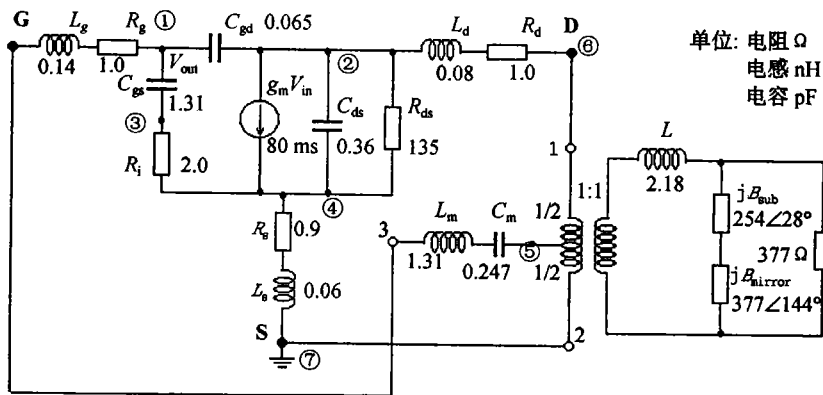 G
L_g
R_g
①
C_gd 0.065
L_d
R_d
D
⑥
0.14
1.0
V_out
②
0.08
1.0
单位: 电阻 Ω
电感 nH
电容 pF
C_gs
1.31
③
g_mV_in
80 ms
C_ds
0.36
R_ds
135
R_i
2.0
④
1
1:1
L
2.18
jB_sub
254∠28°
377 Ω
jB_mirror
377∠144°
R_s
0.9
L_s
0.06
S
⑦
3
L_m
1.31
C_m
0.247
⑤
1/2
1/2
2